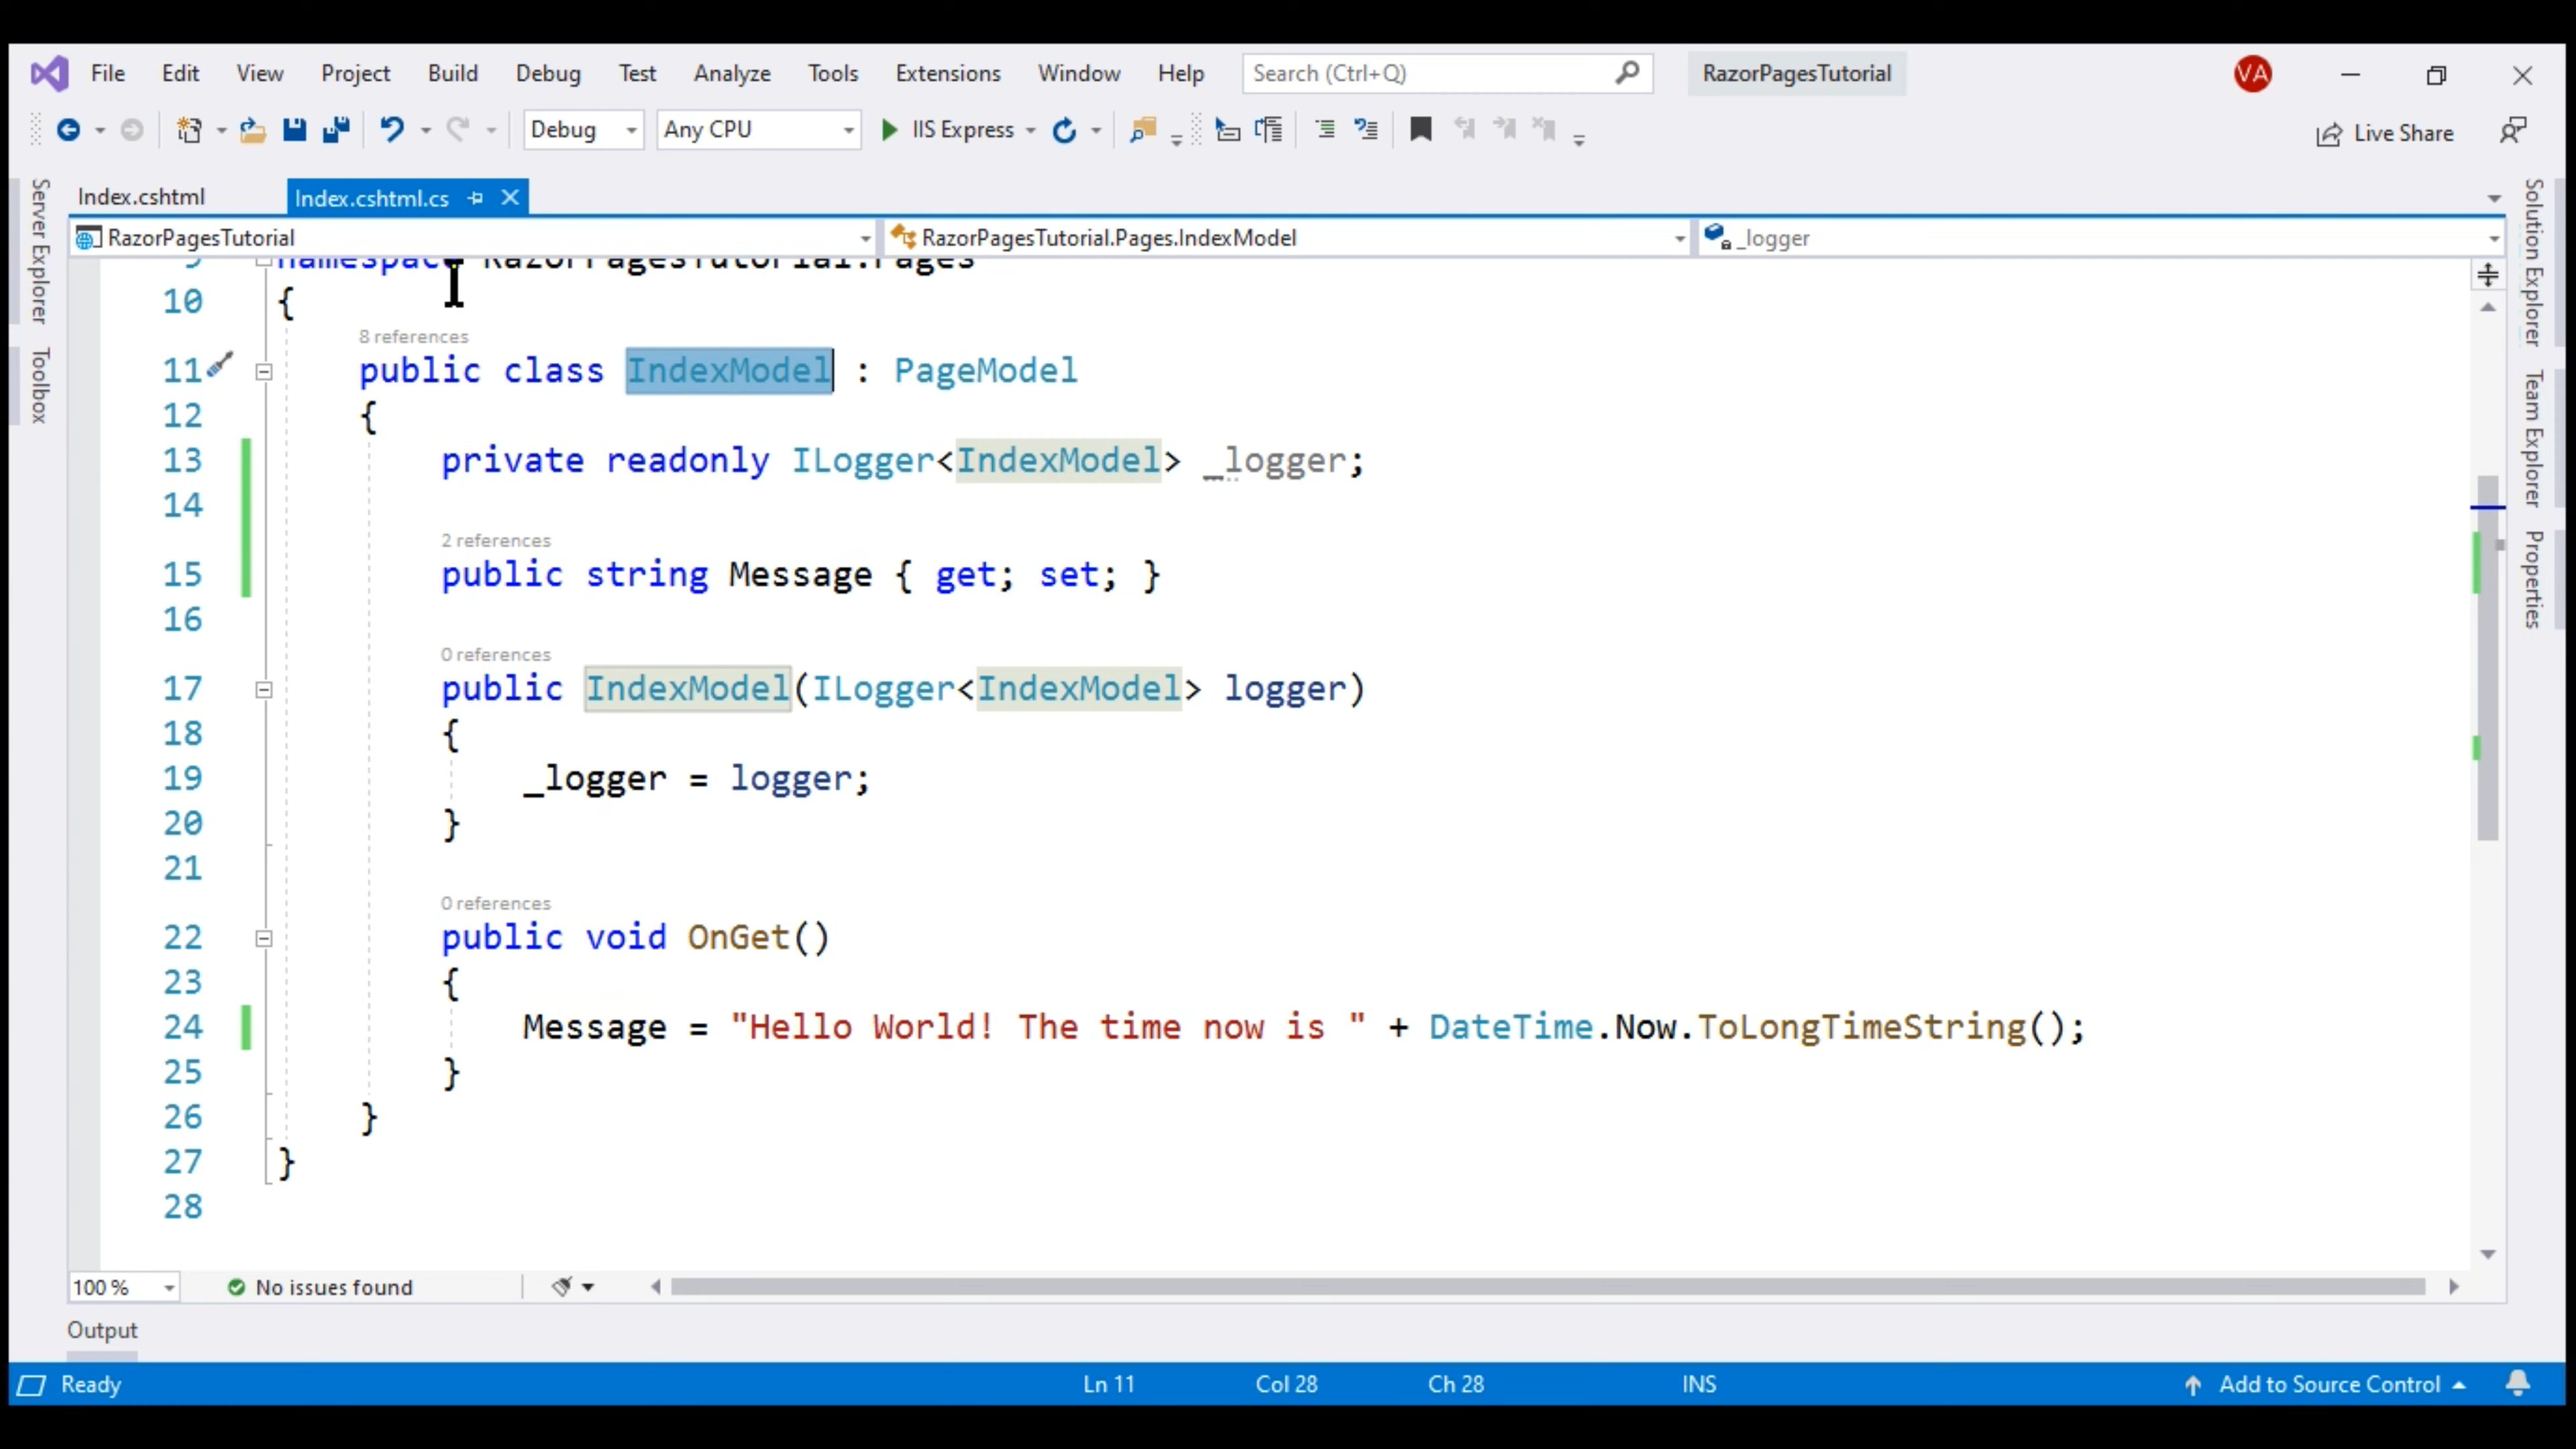 File Edit View Project Build Debug Test Analyze Tools Extensions Window Help Search (Ctrl+Q) RazorPagesTutorial VA
Debug Any CPU IIS Express Live Share
Index.cshtml Index.cshtml.cs
RazorPagesTutorial RazorPagesTutorial.Pages.IndexModel _logger
Server Explorer
Toolbox
Solution Explorer
Team Explorer
Properties
9 namespace RazorPagesTutorial.Pages
10 {
8 references
11 public class IndexModel : PageModel
12 {
13 private readonly ILogger<IndexModel> _logger;
14
2 references
15 public string Message { get; set; }
16
0 references
17 public IndexModel(ILogger<IndexModel> logger)
18 {
19 _logger = logger;
20 }
21
0 references
22 public void OnGet()
23 {
24 Message = "Hello World! The time now is " + DateTime.Now.ToLongTimeString();
25 }
26 }
27 }
28
100 % No issues found
Output
Ready Ln 11 Col 28 Ch 28 INS Add to Source Control